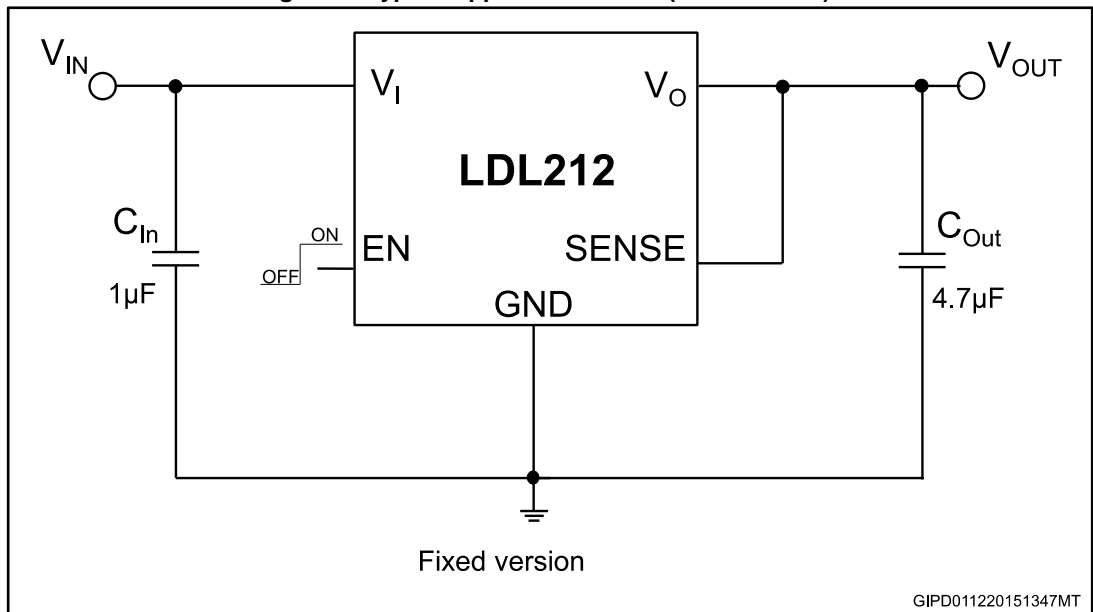 V_IN
V_I
V_O
V_OUT
LDL212
C_In
1µF
ON
OFF
EN
SENSE
GND
C_Out
4.7µF
Fixed version
GIPD011220151347MT